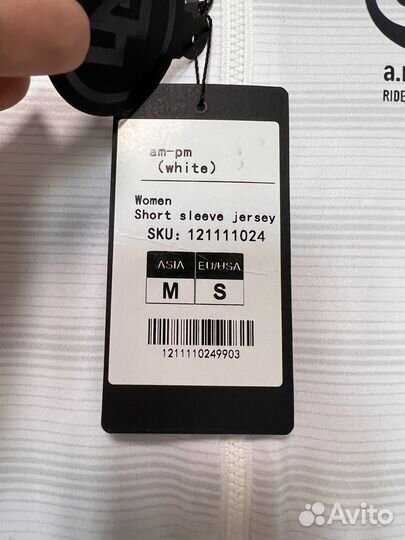 a.
RIDE
am-pm
(white)
Women
Short sleeve jersey
SKU: 121111024
ASIA EU/USA
M S
1211110249903
Avito